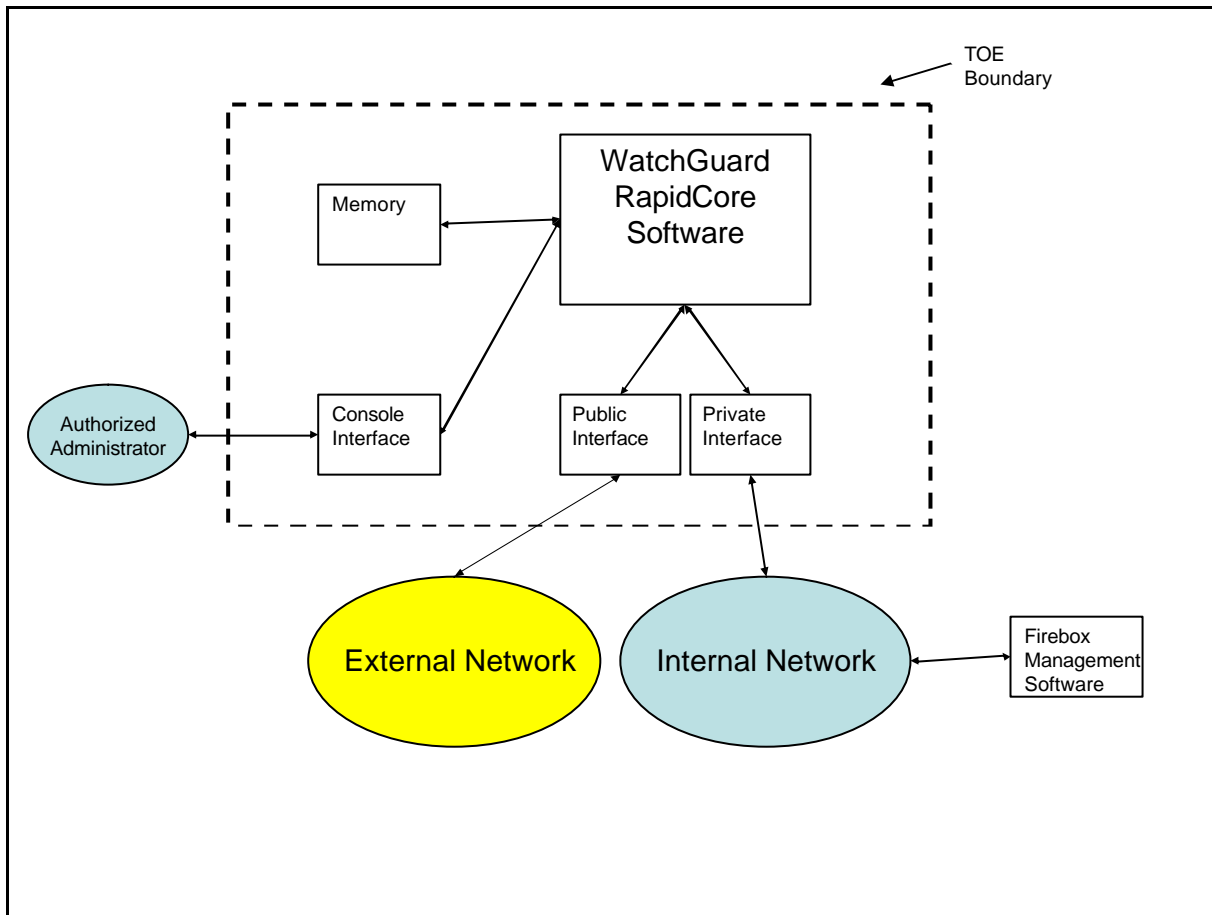 TOE
Boundary
WatchGuard
RapidCore
Software
Memory
Authorized
Administrator
Console
Interface
Public
Interface
Private
Interface
External Network
Internal Network
Firebox
Management
Software